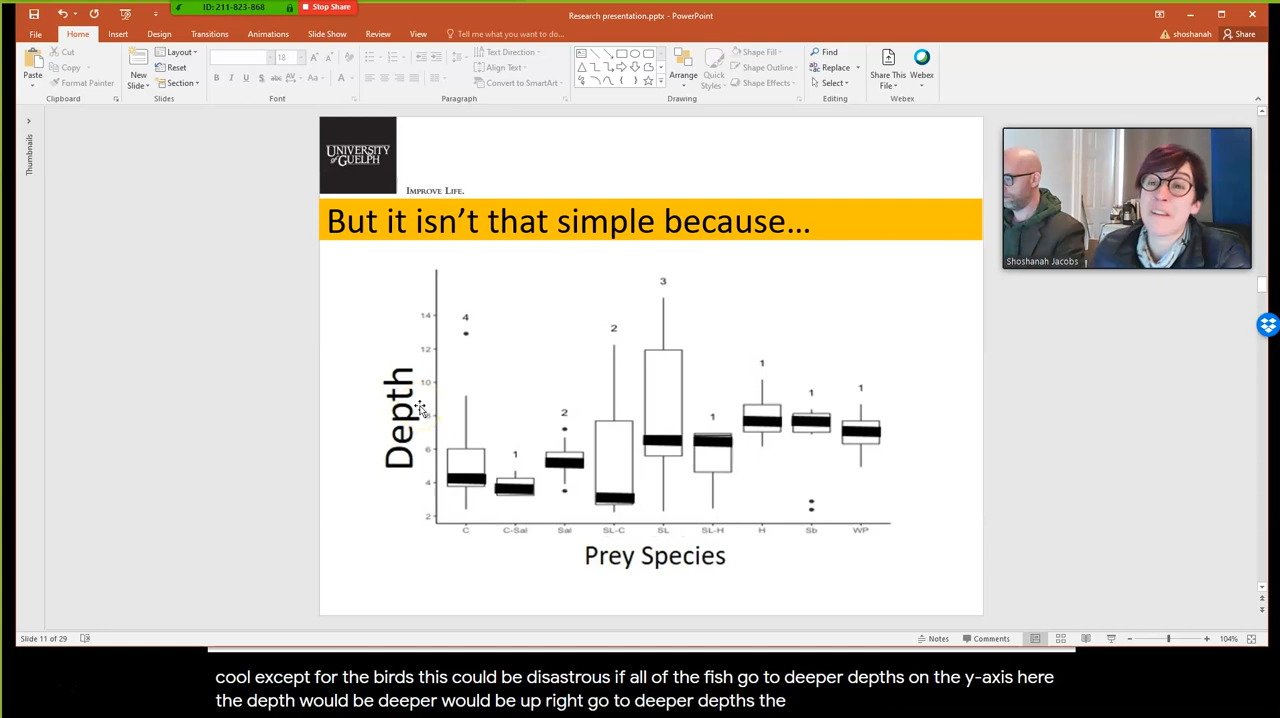 ID: 211-823-868
Stop Share
Research presentation.pptx - PowerPoint
File Home Insert Design Transitions Animations Slide Show Review View Tell me what you want to do...
shoshanah Share
Paste
Cut
Copy
Format Painter
New Slide
Layout
Reset
Section
18
B I U S abc AV Aa A
Text Direction
Align Text
Convert to SmartArt
Arrange
Quick Styles
Shape Fill
Shape Outline
Shape Effects
Find
Replace
Select
Share This File
Webex
Clipboard Slides Font Paragraph Drawing Editing Webex
Thumbnails
UNIVERSITY
OF GUELPH
IMPROVE LIFE.
But it isn't that simple because...
Depth
14
12
10
8
6
4
2
4 1 2 2 3 1 1 1 1
C C-Sal Sal SL-C SL SL-H H Sb WP
Prey Species
Shoshanah Jacobs
Slide 11 of 29
Notes Comments 104%
cool except for the birds this could be disastrous if all of the fish go to deeper depths on the y-axis here
the depth would be deeper would be up right go to deeper depths the